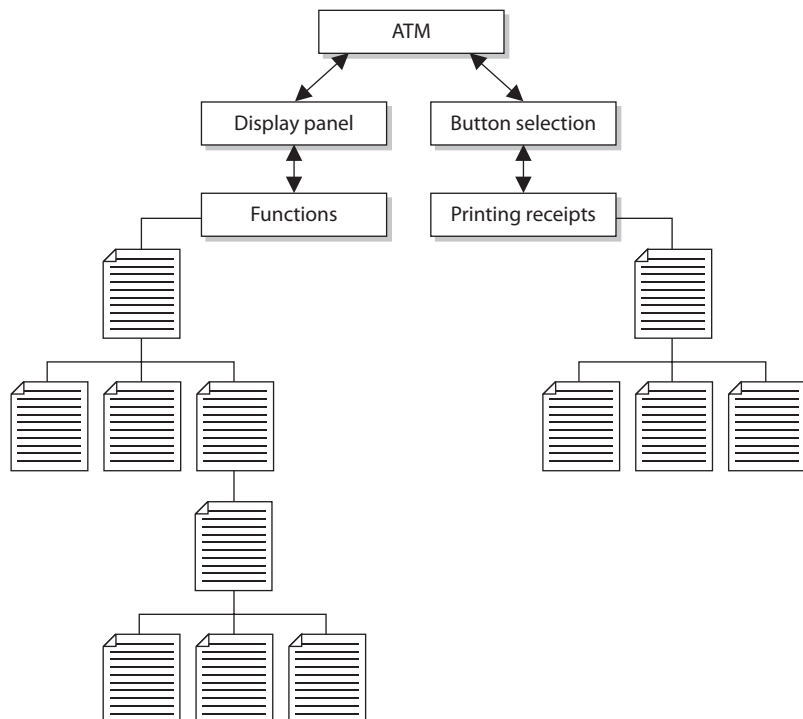 ATM
Display panel
Button selection
Functions
Printing receipts